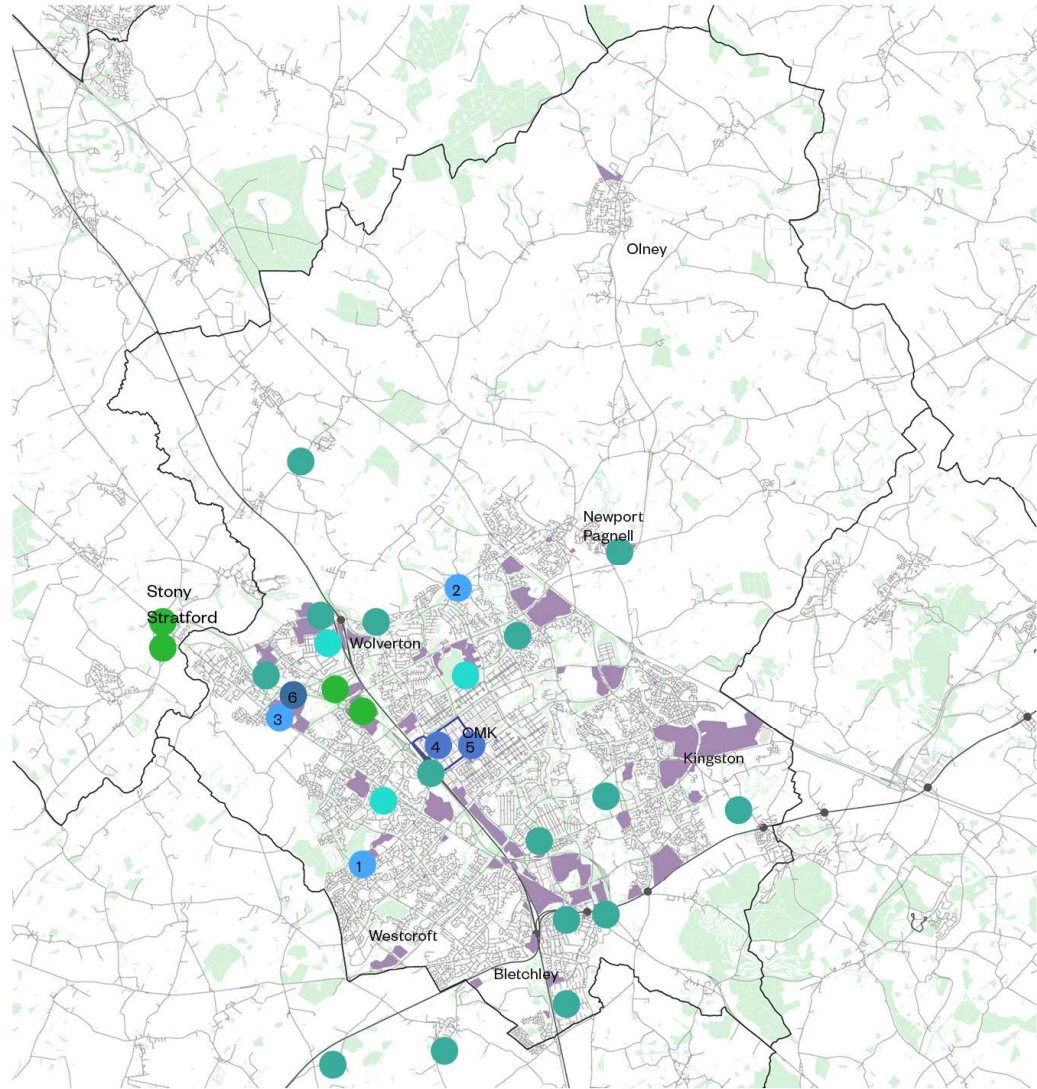 Olney
Newport
Pagnell
2
Stony
Stratford
Wolverton
6
3
CMK
4
5
Kingston
1
Westcroft
Bletchley